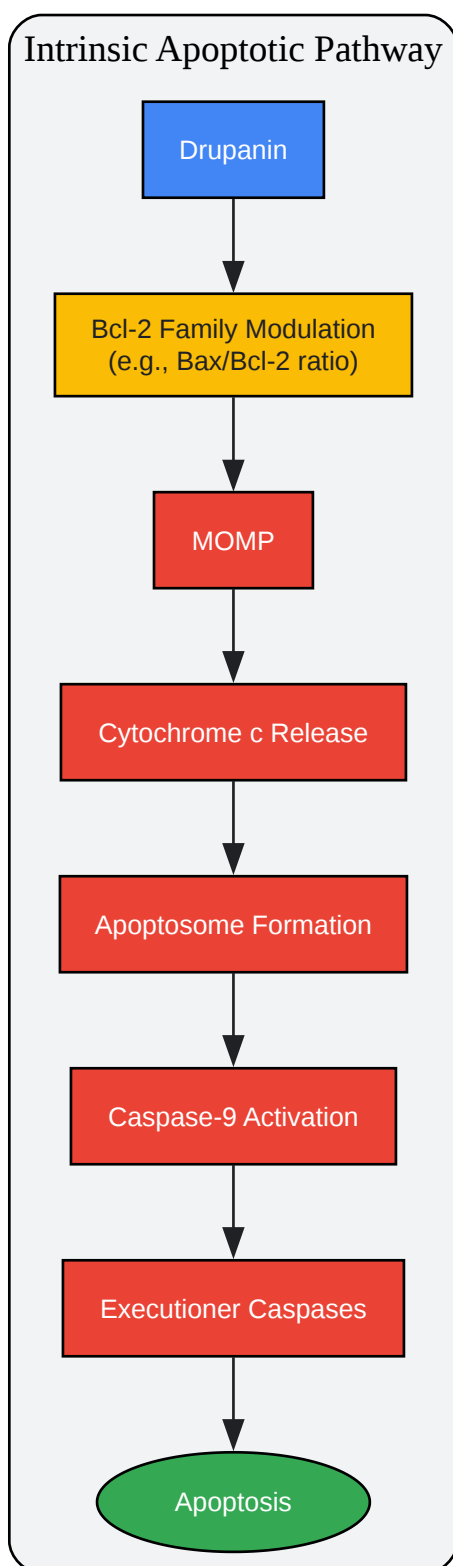 Intrinsic Apoptotic Pathway
Drupanin
Bcl-2 Family Modulation
(e.g., Bax/Bcl-2 ratio)
MOMP
Cytochrome c Release
Apoptosome Formation
Caspase-9 Activation
Executioner Caspases
Apoptosis